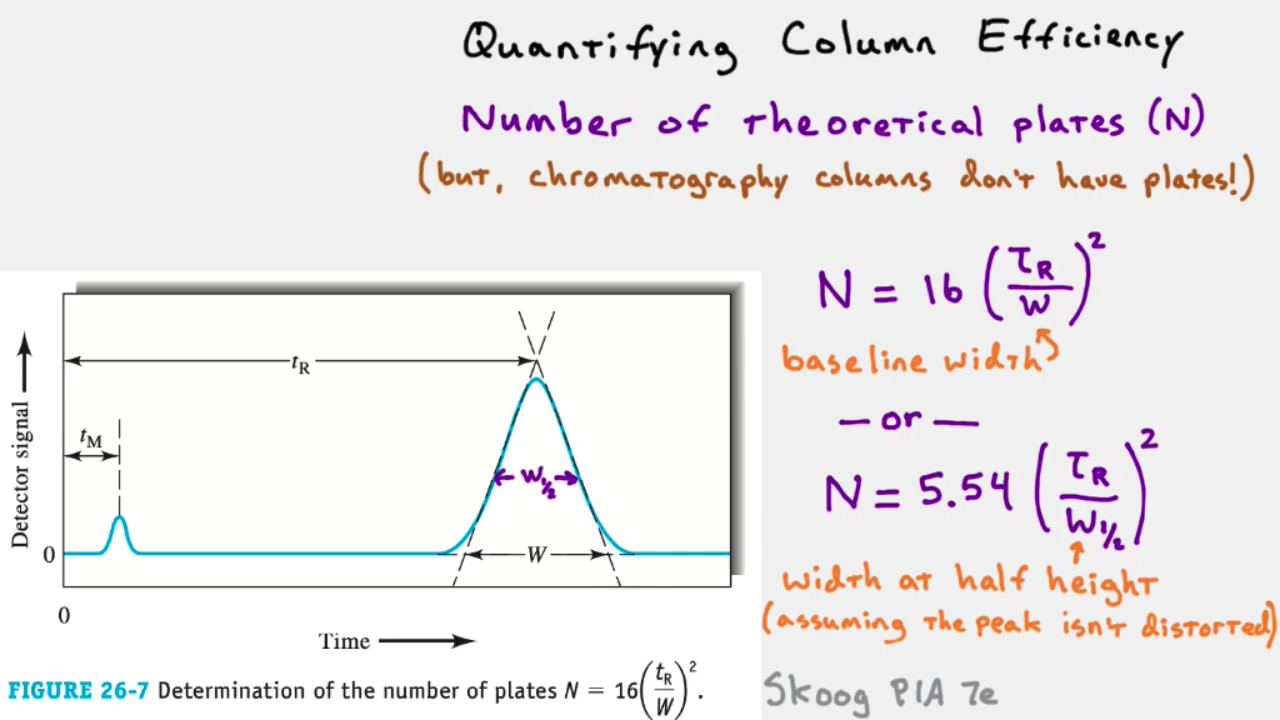 Quantifying Column Efficiency
Number of theoretical plates (N)
(but, chromatography columns don't have plates!)
N = 16 (tR/W)²
baseline width
— or —
N = 5.54 (tR/W½)²
width at half height
(assuming the peak isn't distorted)
Skoog PIA 7e
Detector signal
tR
tM
W½
W
0
0
Time
FIGURE 26-7 Determination of the number of plates N = 16(tR/W)².